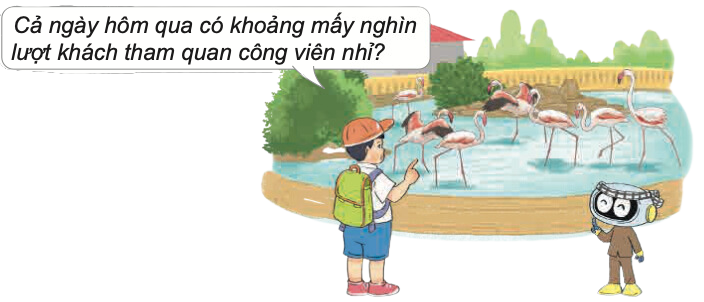 Cả ngày hôm qua có khoảng mấy nghìn
lượt khách tham quan công viên nhỉ?